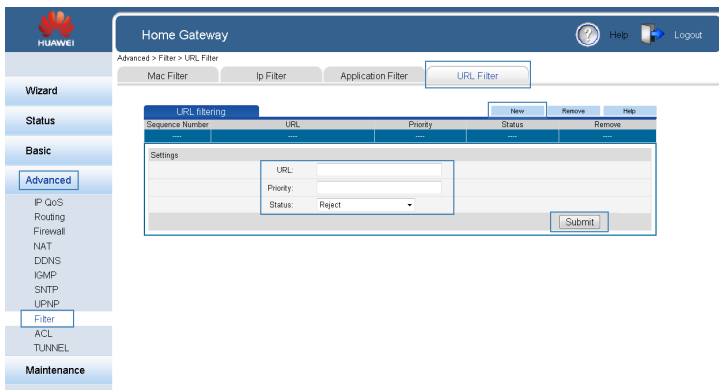 HUAWEI
Home Gateway
Help
Logout
Advanced > Filter > URL Filter
Mac Filter Ip Filter Application Filter URL Filter
Wizard
Status
Basic
Advanced
IP QoS
Routing
Firewall
NAT
DDNS
IGMP
SNTP
UPNP
Filter
ACL
TUNNEL
Maintenance
URL filtering
New Remove Help
Sequence Number URL Priority Status Remove
---- ---- ---- ---- ----
Settings
URL:
Priority:
Status: Reject
Submit